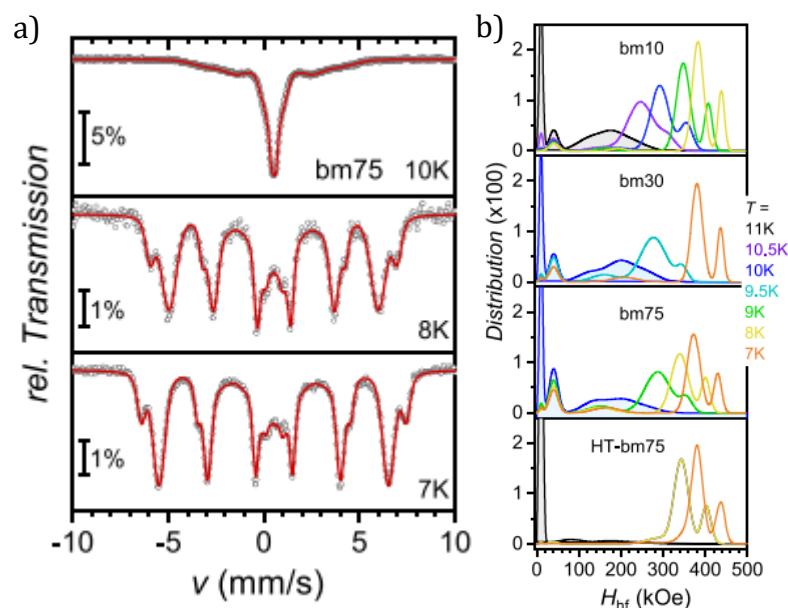 a)
5%
bm75 10K
1%
8K
1%
7K
rel. Transmission
-10 -5 0 5 10
v (mm/s)
b)
bm10
2
1
0
bm30
2
1
0
bm75
2
1
0
HT-bm75
2
1
0
Distribution (x100)
T =
11K
10.5K
10K
9.5K
9K
8K
7K
0 100 200 300 400 500
H_hf (kOe)